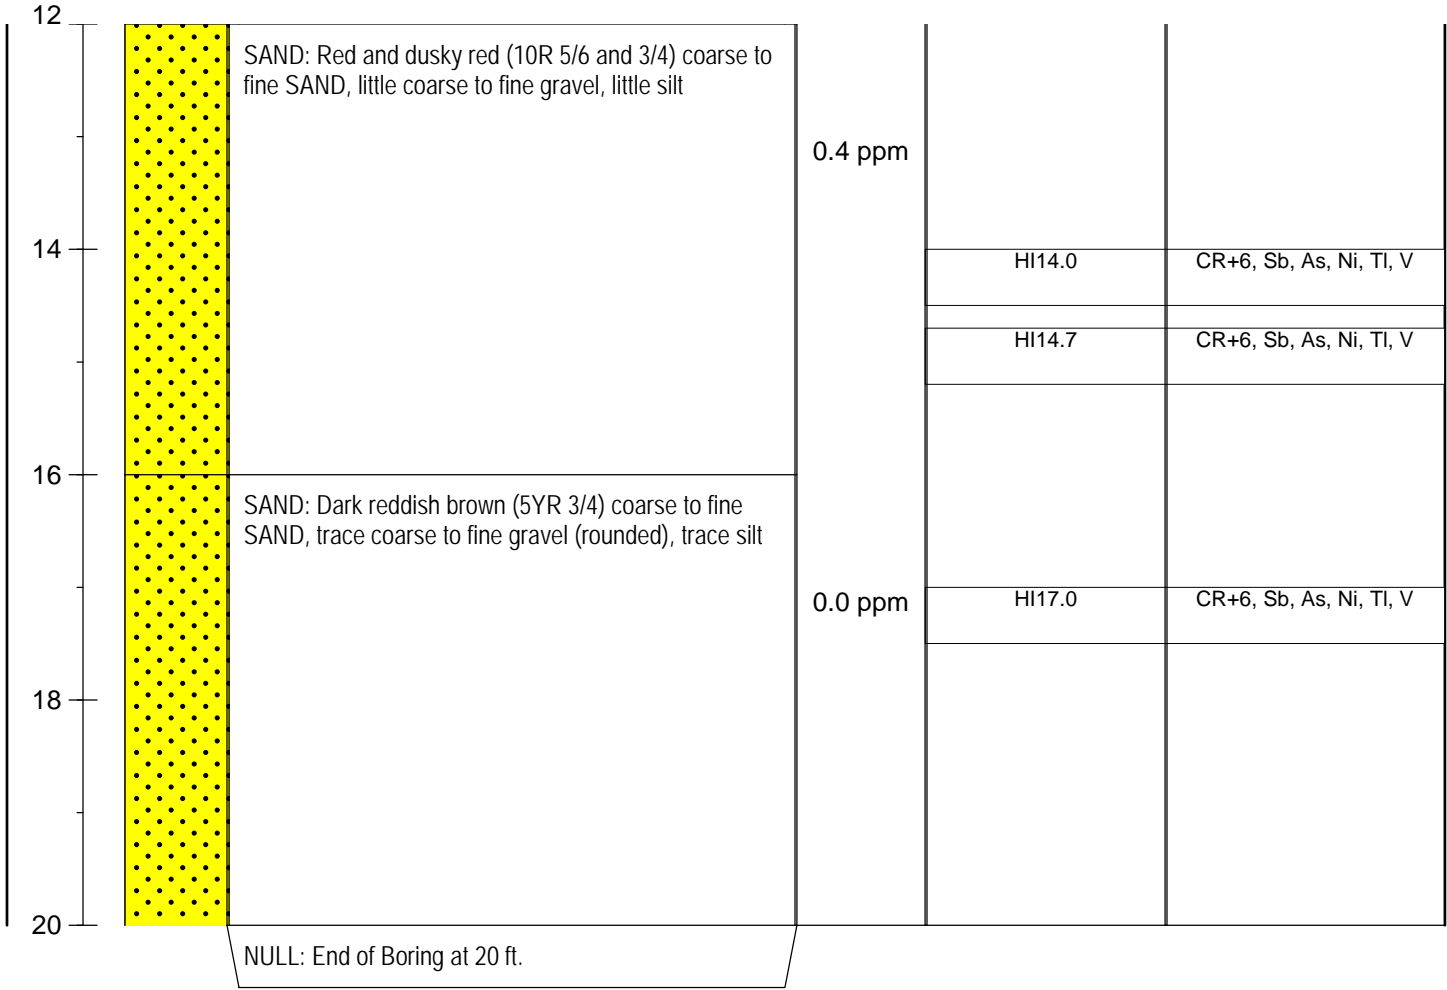 12
SAND: Red and dusky red (10R 5/6 and 3/4) coarse to
fine SAND, little coarse to fine gravel, little silt
0.4 ppm
14
HI14.0
CR+6, Sb, As, Ni, Tl, V
HI14.7
CR+6, Sb, As, Ni, Tl, V
16
SAND: Dark reddish brown (5YR 3/4) coarse to fine
SAND, trace coarse to fine gravel (rounded), trace silt
0.0 ppm
HI17.0
CR+6, Sb, As, Ni, Tl, V
18
20
NULL: End of Boring at 20 ft.